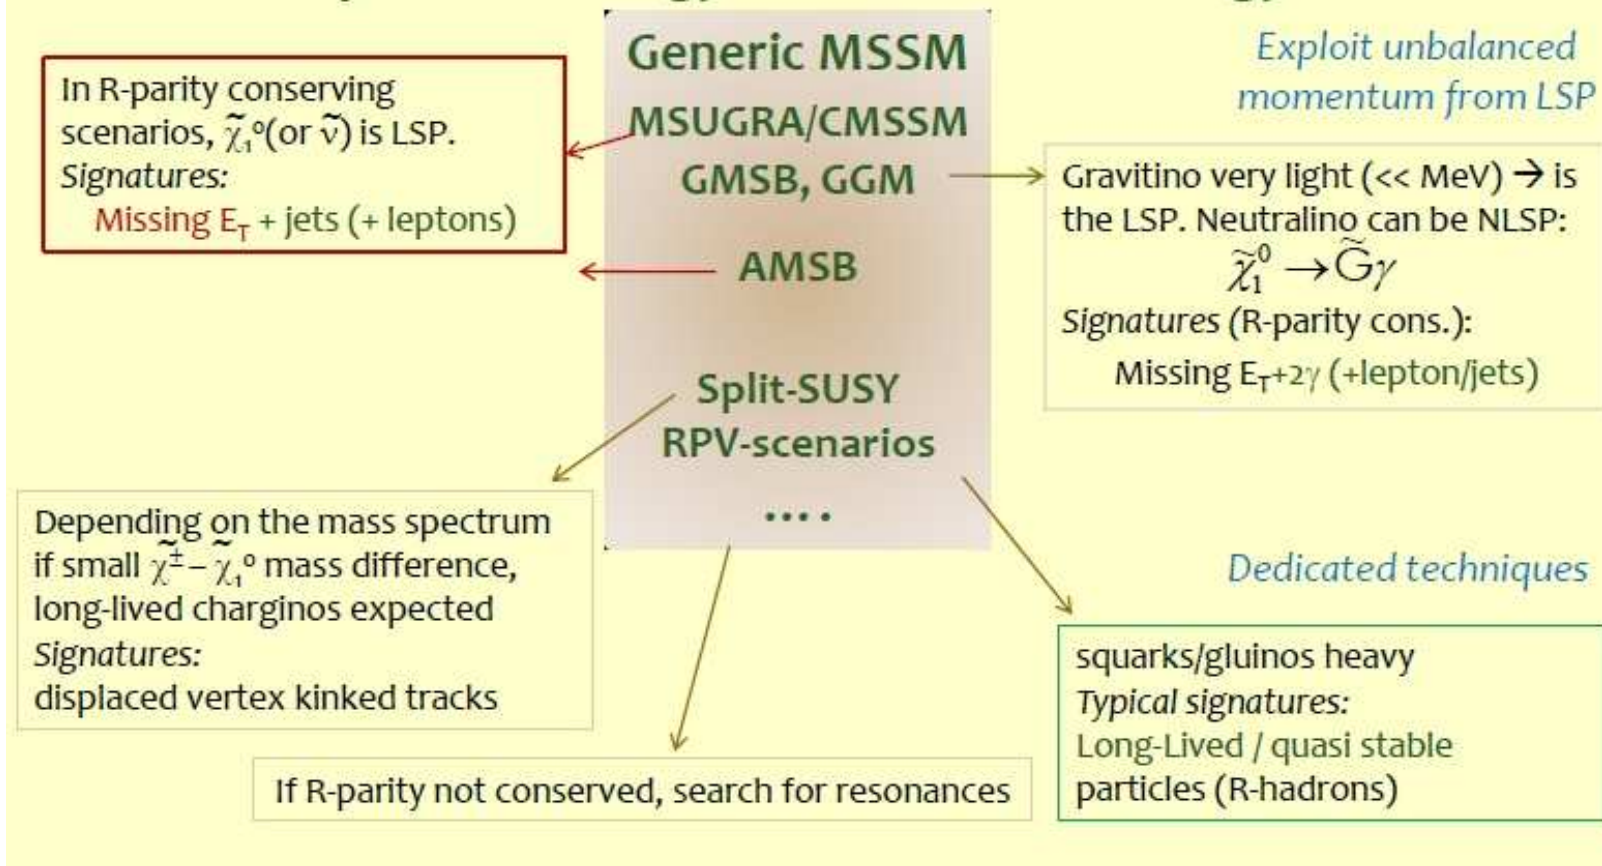 Generic MSSM
MSUGRA/CMSSM
GMSB, GGM
AMSB
Split-SUSY
RPV-scenarios
....
In R-parity conserving
scenarios, χ̃₁⁰(or ν̃) is LSP.
Signatures:
Missing E_T + jets (+ leptons)
Exploit unbalanced
momentum from LSP
Gravitino very light (<< MeV) → is
the LSP. Neutralino can be NLSP:
χ̃₁⁰ → G̃γ
Signatures (R-parity cons.):
Missing E_T+2γ (+lepton/jets)
Depending on the mass spectrum
if small χ̃± – χ̃₁⁰ mass difference,
long-lived charginos expected
Signatures:
displaced vertex kinked tracks
Dedicated techniques
squarks/gluinos heavy
Typical signatures:
Long-Lived / quasi stable
particles (R-hadrons)
If R-parity not conserved, search for resonances